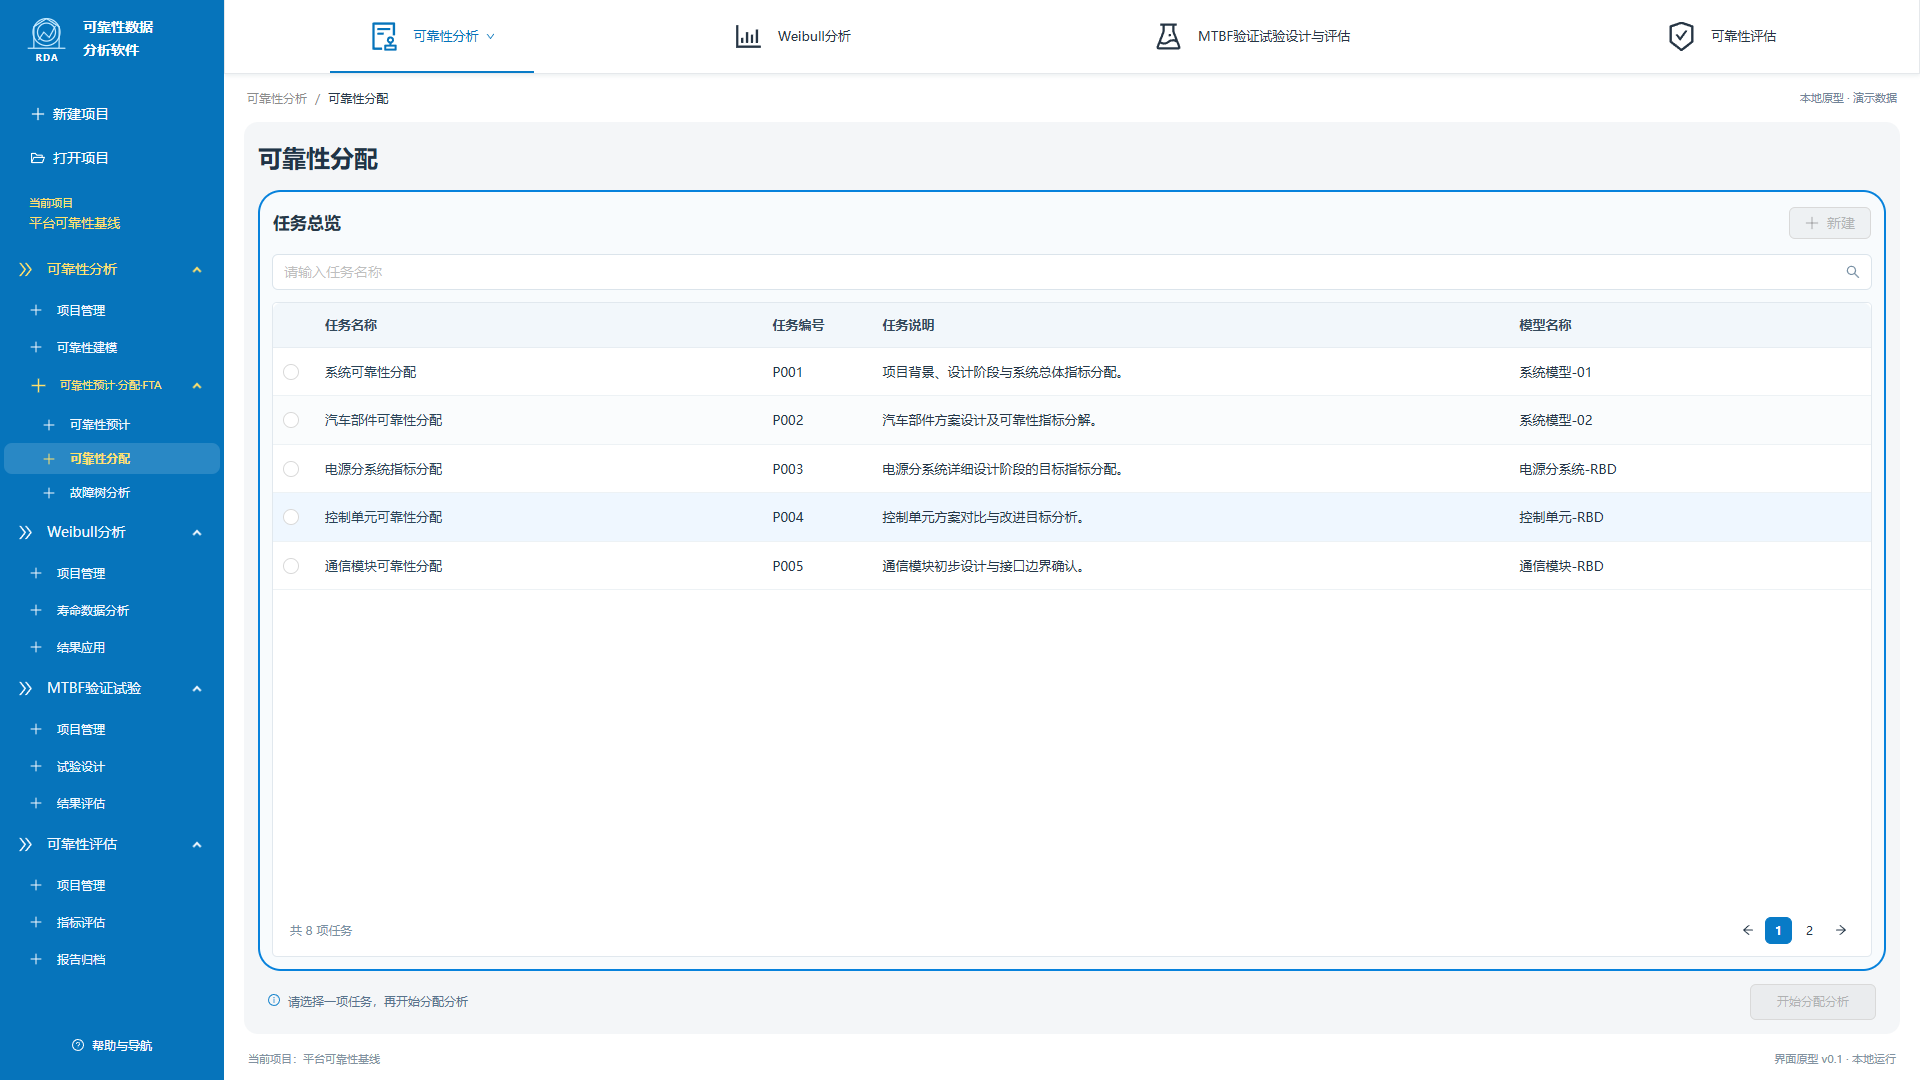 可靠性数据
分析软件
RDA
新建项目
打开项目
当前项目
平台可靠性基线
可靠性分析
项目管理
可靠性建模
可靠性预计·分配·FTA
可靠性预计
可靠性分配
故障树分析
Weibull分析
项目管理
寿命数据分析
结果应用
MTBF验证试验
项目管理
试验设计
结果评估
可靠性评估
项目管理
指标评估
报告归档
帮助与导航
可靠性分析
Weibull分析
MTBF验证试验设计与评估
可靠性评估
可靠性分析 / 可靠性分配
本地原型 · 演示数据
可靠性分配
任务总览
新建
请输入任务名称
任务名称 任务编号 任务说明 模型名称
系统可靠性分配 P001 项目背景、设计阶段与系统总体指标分配。 系统模型-01
汽车部件可靠性分配 P002 汽车部件方案设计及可靠性指标分解。 系统模型-02
电源分系统指标分配 P003 电源分系统详细设计阶段的目标指标分配。 电源分系统-RBD
控制单元可靠性分配 P004 控制单元方案对比与改进目标分析。 控制单元-RBD
通信模块可靠性分配 P005 通信模块初步设计与接口边界确认。 通信模块-RBD
共 8 项任务
1 2
请选择一项任务，再开始分配分析
开始分配分析
当前项目：平台可靠性基线
界面原型 v0.1 · 本地运行